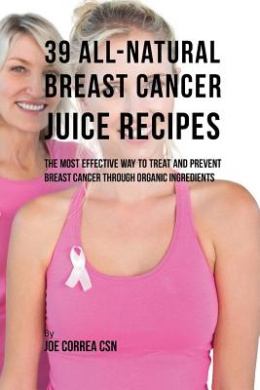 39 ALL-NATURAL
BREAST CANCER
JUICE RECIPES
THE MOST EFFECTIVE WAY TO TREAT AND PREVENT
BREAST CANCER THROUGH ORGANIC INGREDIENTS
By
JOE CORREA CSN